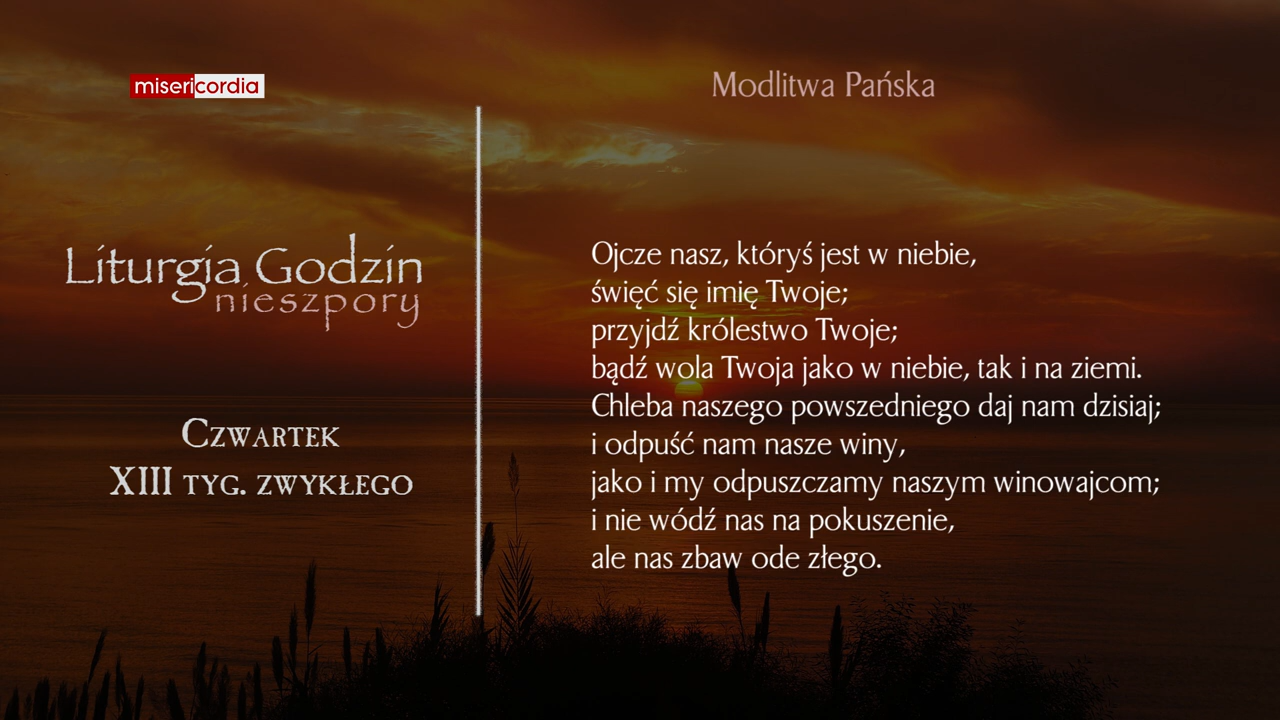 misericordia
Liturgia Godzin
nieszpory
Czwartek
XIII tyg. zwykłego
Modlitwa Pańska
Ojcze nasz, któryś jest w niebie,
święć się imię Twoje;
przyjdź królestwo Twoje;
bądź wola Twoja jako w niebie, tak i na ziemi.
Chleba naszego powszedniego daj nam dzisiaj;
i odpuść nam nasze winy,
jako i my odpuszczamy naszym winowajcom;
i nie wódź nas na pokuszenie,
ale nas zbaw ode złego.